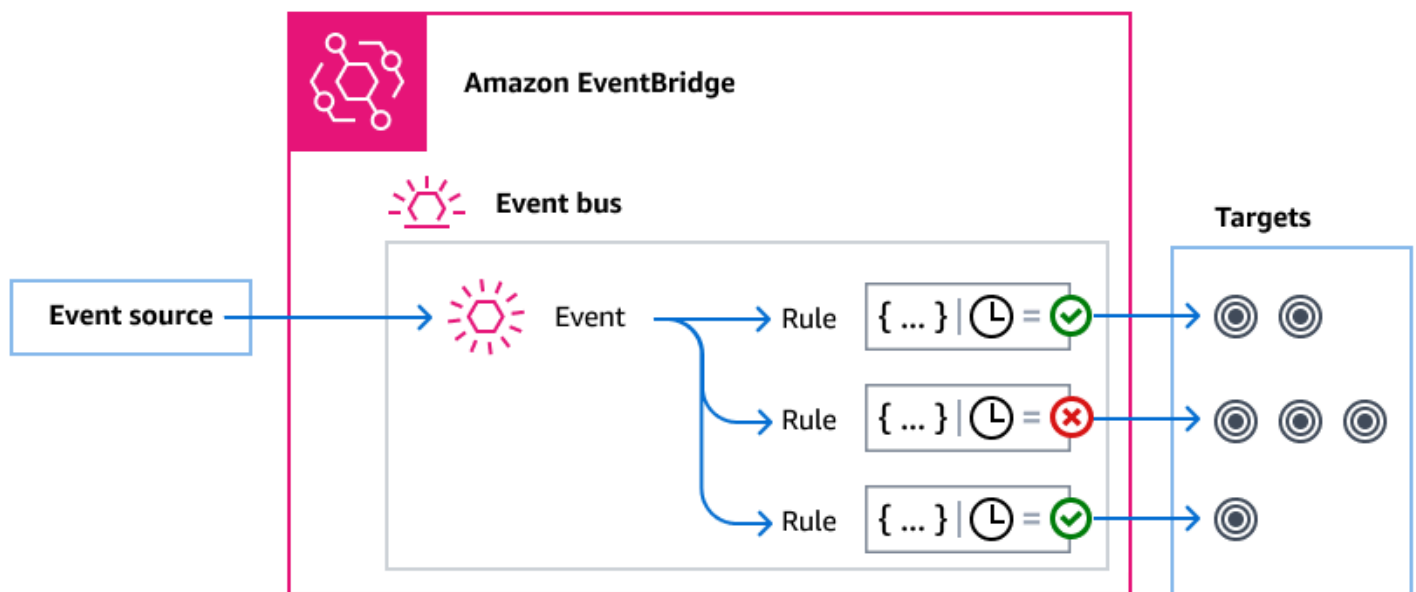 Amazon EventBridge
Event bus
Targets
Event source
Event
Rule { ... } | =
Rule { ... } | =
Rule { ... } | =